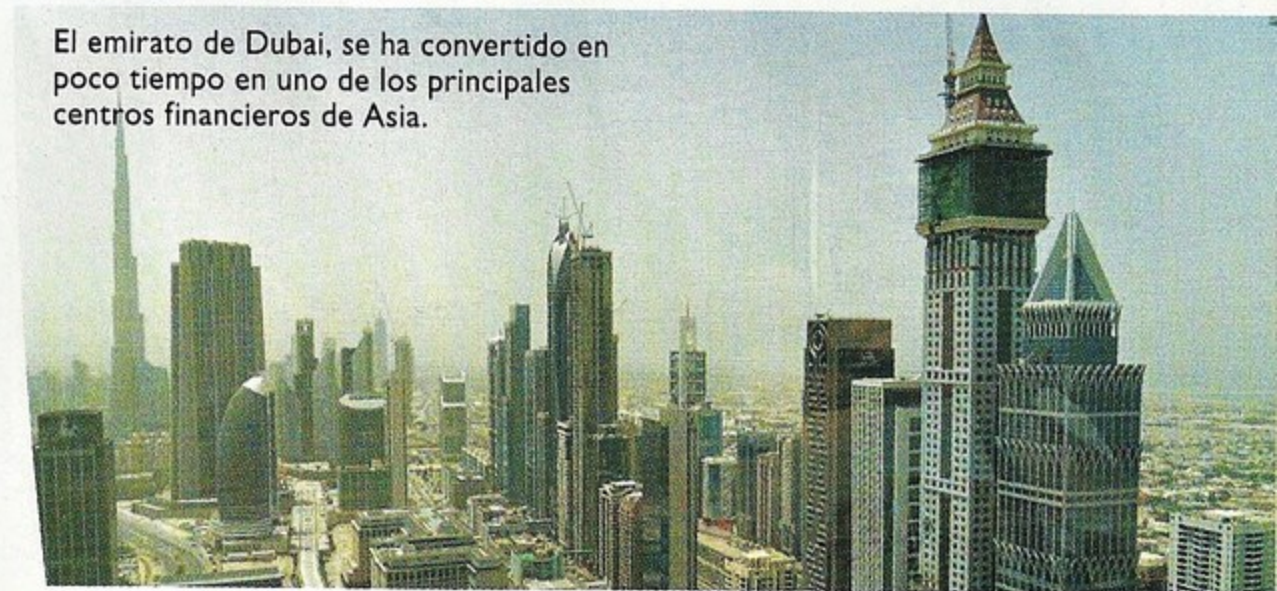 El emirato de Dubai, se ha convertido en
poco tiempo en uno de los principales
centros financieros de Asia.